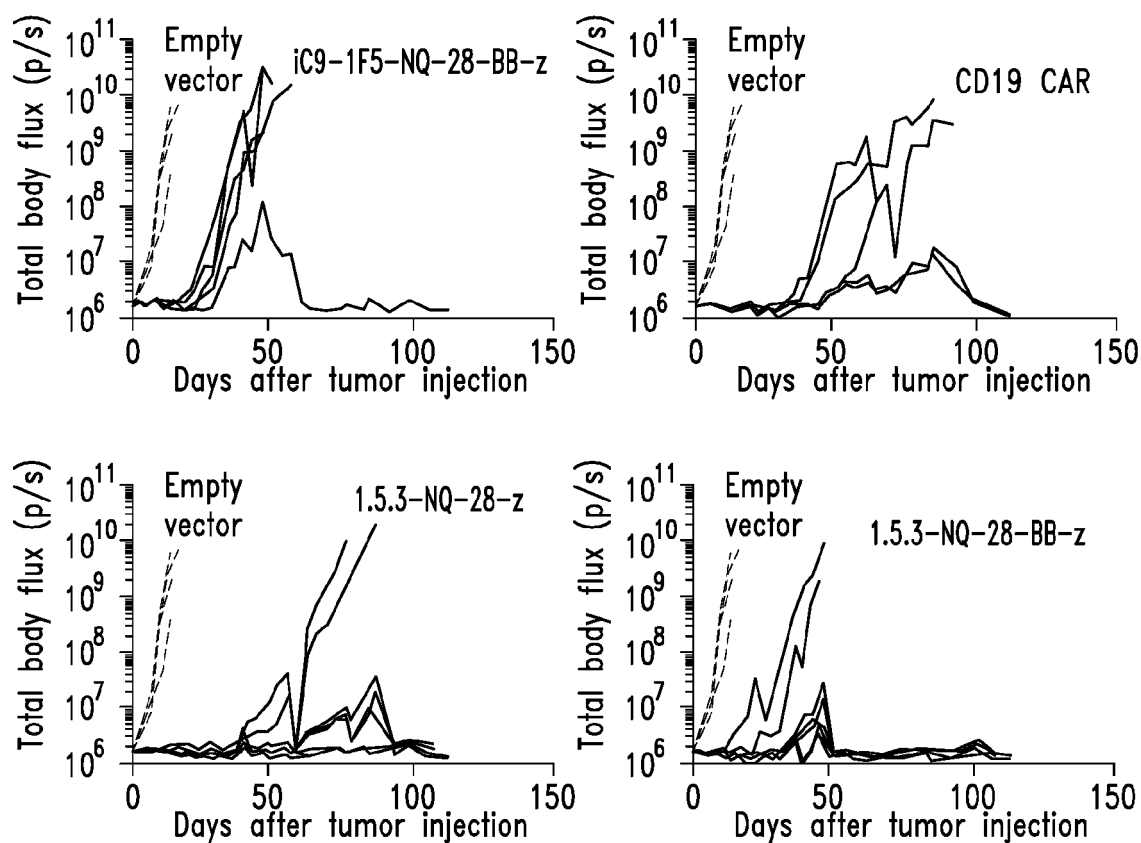 Total body flux (p/s)
10^11
10^10
10^9
10^8
10^7
10^6
Empty
vector
iC9-1F5-NQ-28-BB-z
0
50
100
150
Days after tumor injection
Total body flux (p/s)
10^11
10^10
10^9
10^8
10^7
10^6
Empty
vector
CD19 CAR
0
50
100
150
Days after tumor injection
Total body flux (p/s)
10^11
10^10
10^9
10^8
10^7
10^6
Empty
vector
1.5.3-NQ-28-z
0
50
100
150
Days after tumor injection
Total body flux (p/s)
10^11
10^10
10^9
10^8
10^7
10^6
Empty
vector
1.5.3-NQ-28-BB-z
0
50
100
150
Days after tumor injection